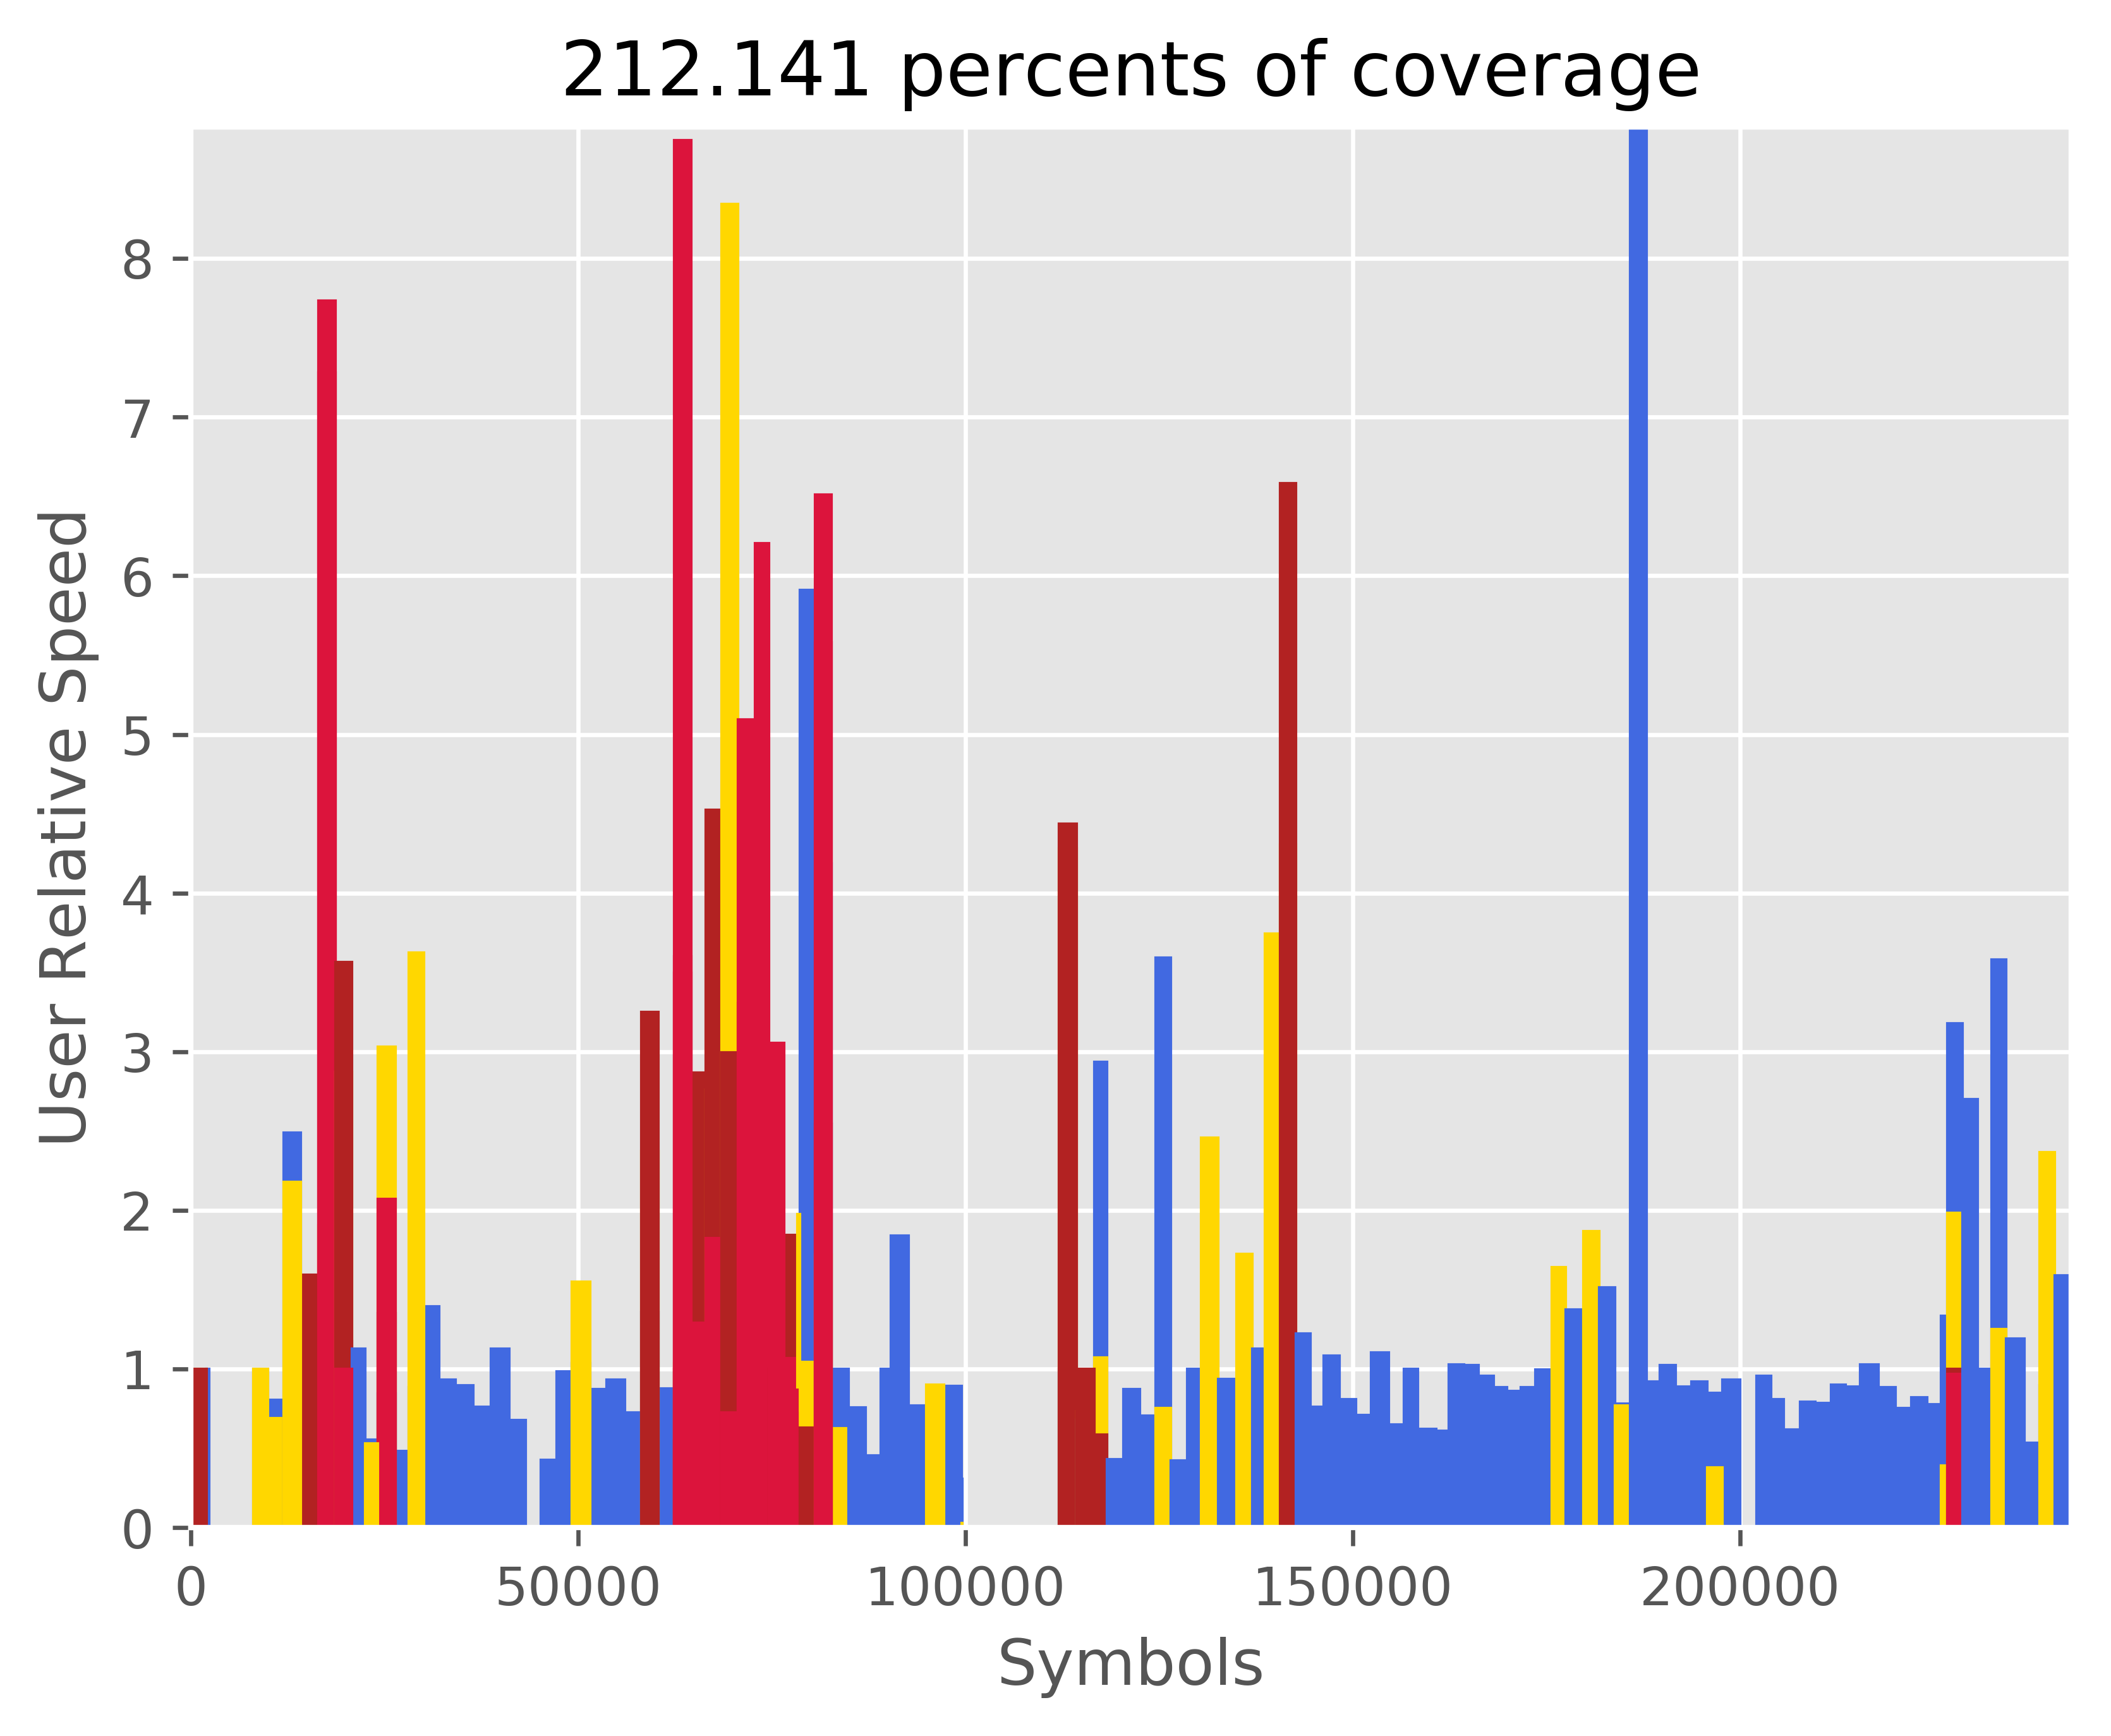 212.141 percents of coverage
User Relative Speed
8
7
6
5
4
3
2
1
0
0 50000 100000 150000 200000
Symbols